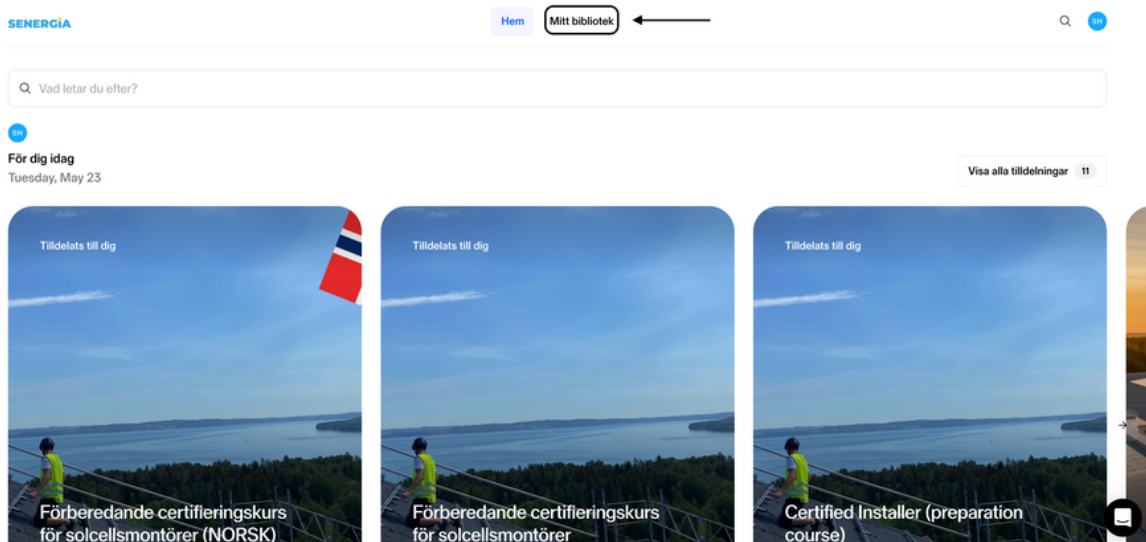 SENERGIA
Hem
Mitt bibliotek
SH
Vad letar du efter?
SH
För dig idag
Tuesday, May 23
Visa alla tilldelningar 11
Tilldelats till dig
Förberedande certifieringskurs
för solcellsmontörer (NORSK)
Tilldelats till dig
Förberedande certifieringskurs
för solcellsmontörer
Tilldelats till dig
Certified Installer (preparation
course)